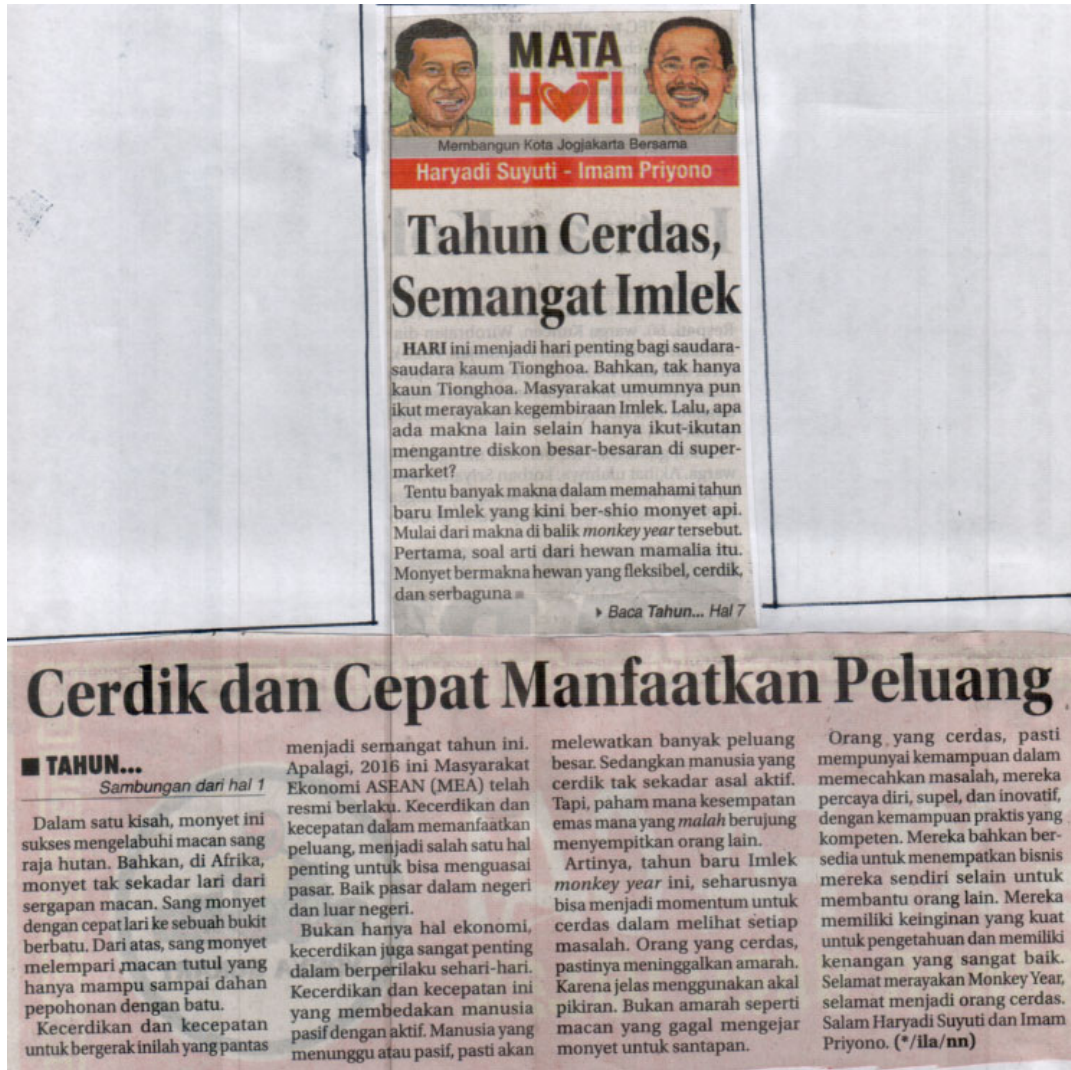 MATA
HATI
Membangun Kota Jogjakarta Bersama
Haryadi Suyuti - Imam Priyono
Tahun Cerdas,
Semangat Imlek
HARI ini menjadi hari penting bagi saudara-
saudara kaum Tionghoa. Bahkan, tak hanya
kaun Tionghoa. Masyarakat umumnya pun
ikut merayakan kegembiraan Imlek. Lalu, apa
ada makna lain selain hanya ikut-ikutan
mengantre diskon besar-besaran di super-
market?
Tentu banyak makna dalam memahami tahun
baru Imlek yang kini ber-shio monyet api.
Mulai dari makna di balik monkey year tersebut.
Pertama, soal arti dari hewan mamalia itu.
Monyet bermakna hewan yang fleksibel, cerdik,
dan serbaguna
Baca Tahun... Hal 7
Cerdik dan Cepat Manfaatkan Peluang
TAHUN...
Sambungan dari hal 1
Dalam satu kisah, monyet ini
sukses mengelabuhi macan sang
raja hutan. Bahkan, di Afrika,
monyet tak sekadar lari dari
sergapan macan. Sang monyet
dengan cepat lari ke sebuah bukit
berbatu. Dari atas, sang monyet
melempari macan tutul yang
hanya mampu sampai dahan
pepohonan dengan batu.
Kecerdikan dan kecepatan
untuk bergerak inilah yang pantas
menjadi semangat tahun ini.
Apalagi, 2016 ini Masyarakat
Ekonomi ASEAN (MEA) telah
resmi berlaku. Kecerdikan dan
kecepatan dalam memanfaatkan
peluang, menjadi salah satu hal
penting untuk bisa menguasai
pasar. Baik pasar dalam negeri
dan luar negeri.
Bukan hanya hal ekonomi,
kecerdikan juga sangat penting
dalam berperilaku sehari-hari.
Kecerdikan dan kecepatan ini
yang membedakan manusia
pasif dengan aktif. Manusia yang
menunggu atau pasif, pasti akan
melewatkan banyak peluang
besar. Sedangkan manusia yang
cerdik tak sekadar asal aktif.
Tapi, paham mana kesempatan
emas mana yang malah berujung
menyempitkan orang lain.
Artinya, tahun baru Imlek
monkey year ini, seharusnya
bisa menjadi momentum untuk
cerdas dalam melihat setiap
masalah. Orang yang cerdas,
pastinya meninggalkan amarah.
Karena jelas menggunakan akal
pikiran. Bukan amarah seperti
macan yang gagal mengejar
monyet untuk santapan.
Orang yang cerdas, pasti
mempunyai kemampuan dalam
memecahkan masalah, mereka
percaya diri, supel, dan inovatif,
dengan kemampuan praktis yang
kompeten. Mereka bahkan ber-
sedia untuk menempatkan bisnis
mereka sendiri selain untuk
membantu orang lain. Mereka
memiliki keinginan yang kuat
untuk pengetahuan dan memiliki
kenangan yang sangat baik.
Selamat merayakan Monkey Year,
selamat menjadi orang cerdas.
Salam Haryadi Suyuti dan Imam
Priyono. (*/ila/nn)